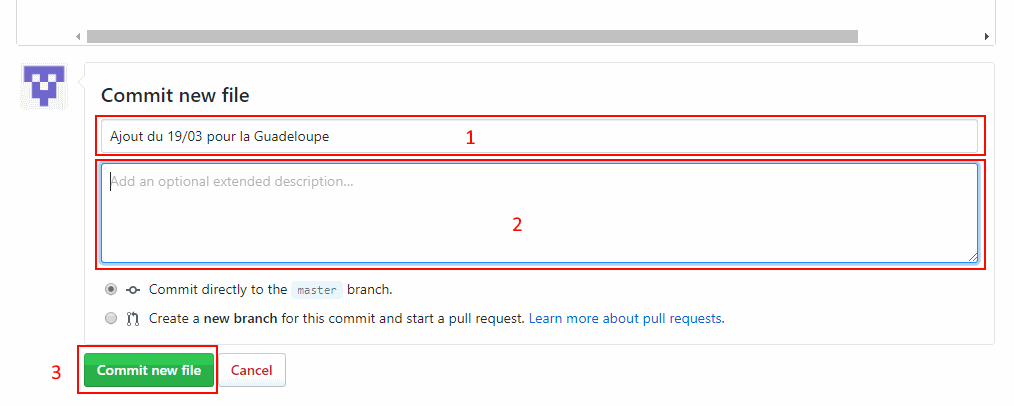 Commit new file
Ajout du 19/03 pour la Guadeloupe 1
Add an optional extended description...
2
Commit directly to the master branch.
Create a new branch for this commit and start a pull request. Learn more about pull requests.
3 Commit new file Cancel